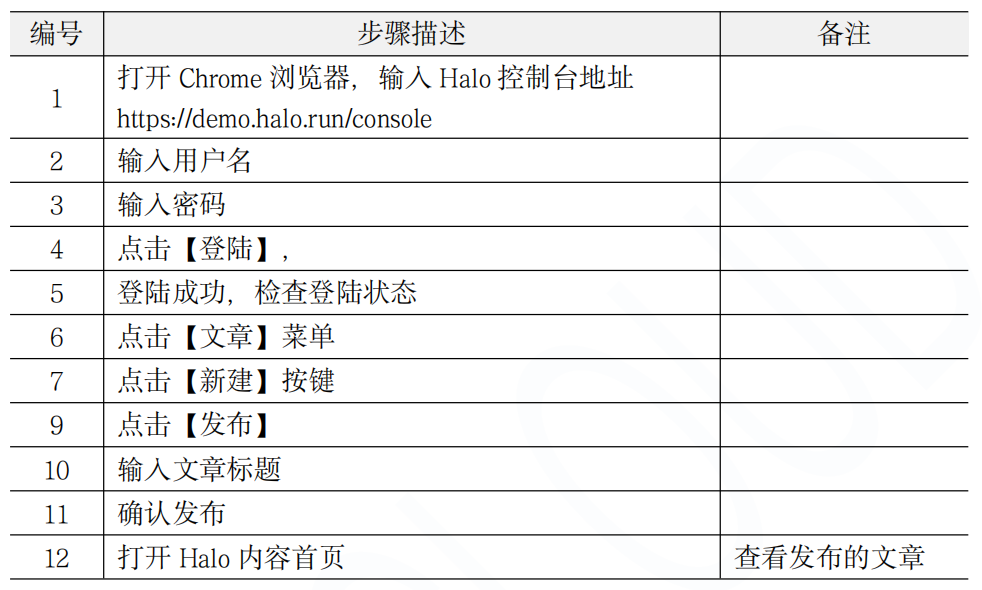 编号 步骤描述 备注
1 打开 Chrome 浏览器，输入 Halo 控制台地址
https://demo.halo.run/console
2 输入用户名
3 输入密码
4 点击【登陆】，
5 登陆成功，检查登陆状态
6 点击【文章】菜单
7 点击【新建】按键
9 点击【发布】
10 输入文章标题
11 确认发布
12 打开 Halo 内容首页 查看发布的文章